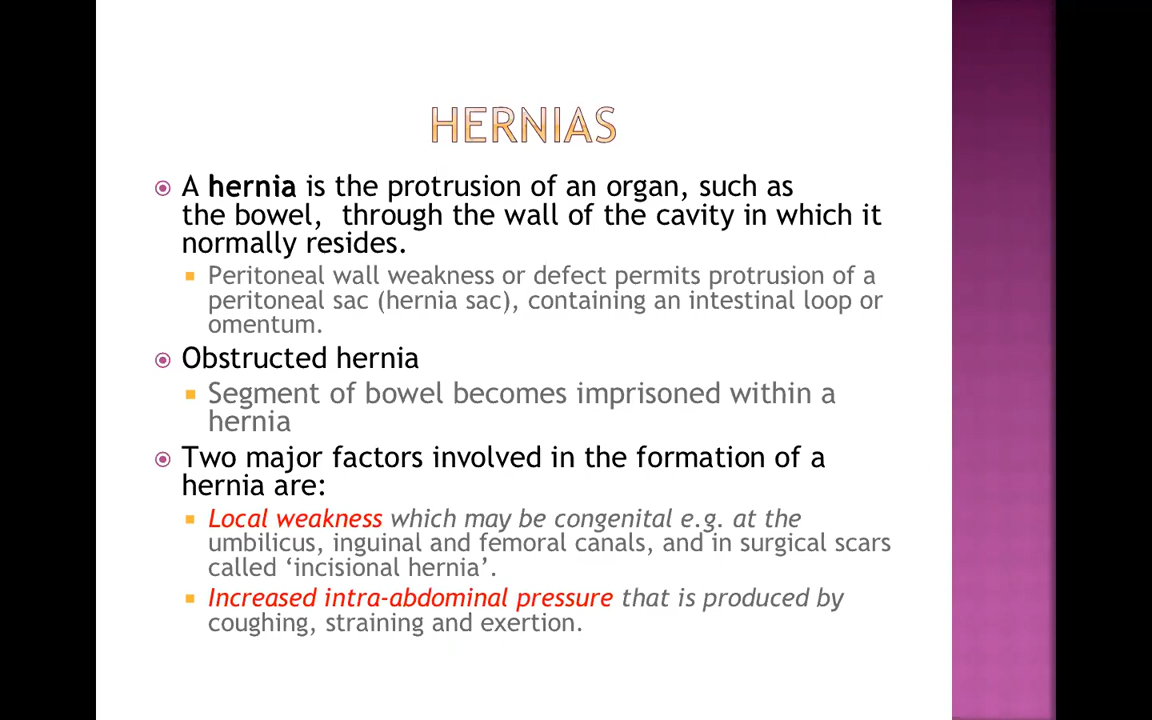 HERNIAS
A hernia is the protrusion of an organ, such as
the bowel,  through the wall of the cavity in which it
normally resides.
Peritoneal wall weakness or defect permits protrusion of a
peritoneal sac (hernia sac), containing an intestinal loop or
omentum.
Obstructed hernia
Segment of bowel becomes imprisoned within a
hernia
Two major factors involved in the formation of a
hernia are:
Local weakness which may be congenital e.g. at the
umbilicus, inguinal and femoral canals, and in surgical scars
called ‘incisional hernia’.
Increased intra-abdominal pressure that is produced by
coughing, straining and exertion.